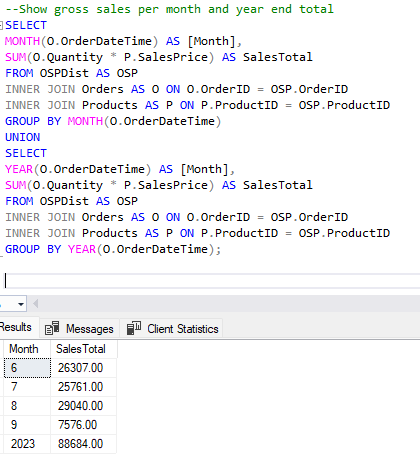 --Show gross sales per month and year end total
SELECT
MONTH(O.OrderDateTime) AS [Month],
SUM(O.Quantity * P.SalesPrice) AS SalesTotal
FROM OSPDist AS OSP
INNER JOIN Orders AS O ON O.OrderID = OSP.OrderID
INNER JOIN Products AS P ON P.ProductID = OSP.ProductID
GROUP BY MONTH(O.OrderDateTime)
UNION
SELECT
YEAR(O.OrderDateTime) AS [Month],
SUM(O.Quantity * P.SalesPrice) AS SalesTotal
FROM OSPDist AS OSP
INNER JOIN Orders AS O ON O.OrderID = OSP.OrderID
INNER JOIN Products AS P ON P.ProductID = OSP.ProductID
GROUP BY YEAR(O.OrderDateTime);
Results Messages Client Statistics
Month SalesTotal
6 26307.00
7 25761.00
8 29040.00
9 7576.00
2023 88684.00